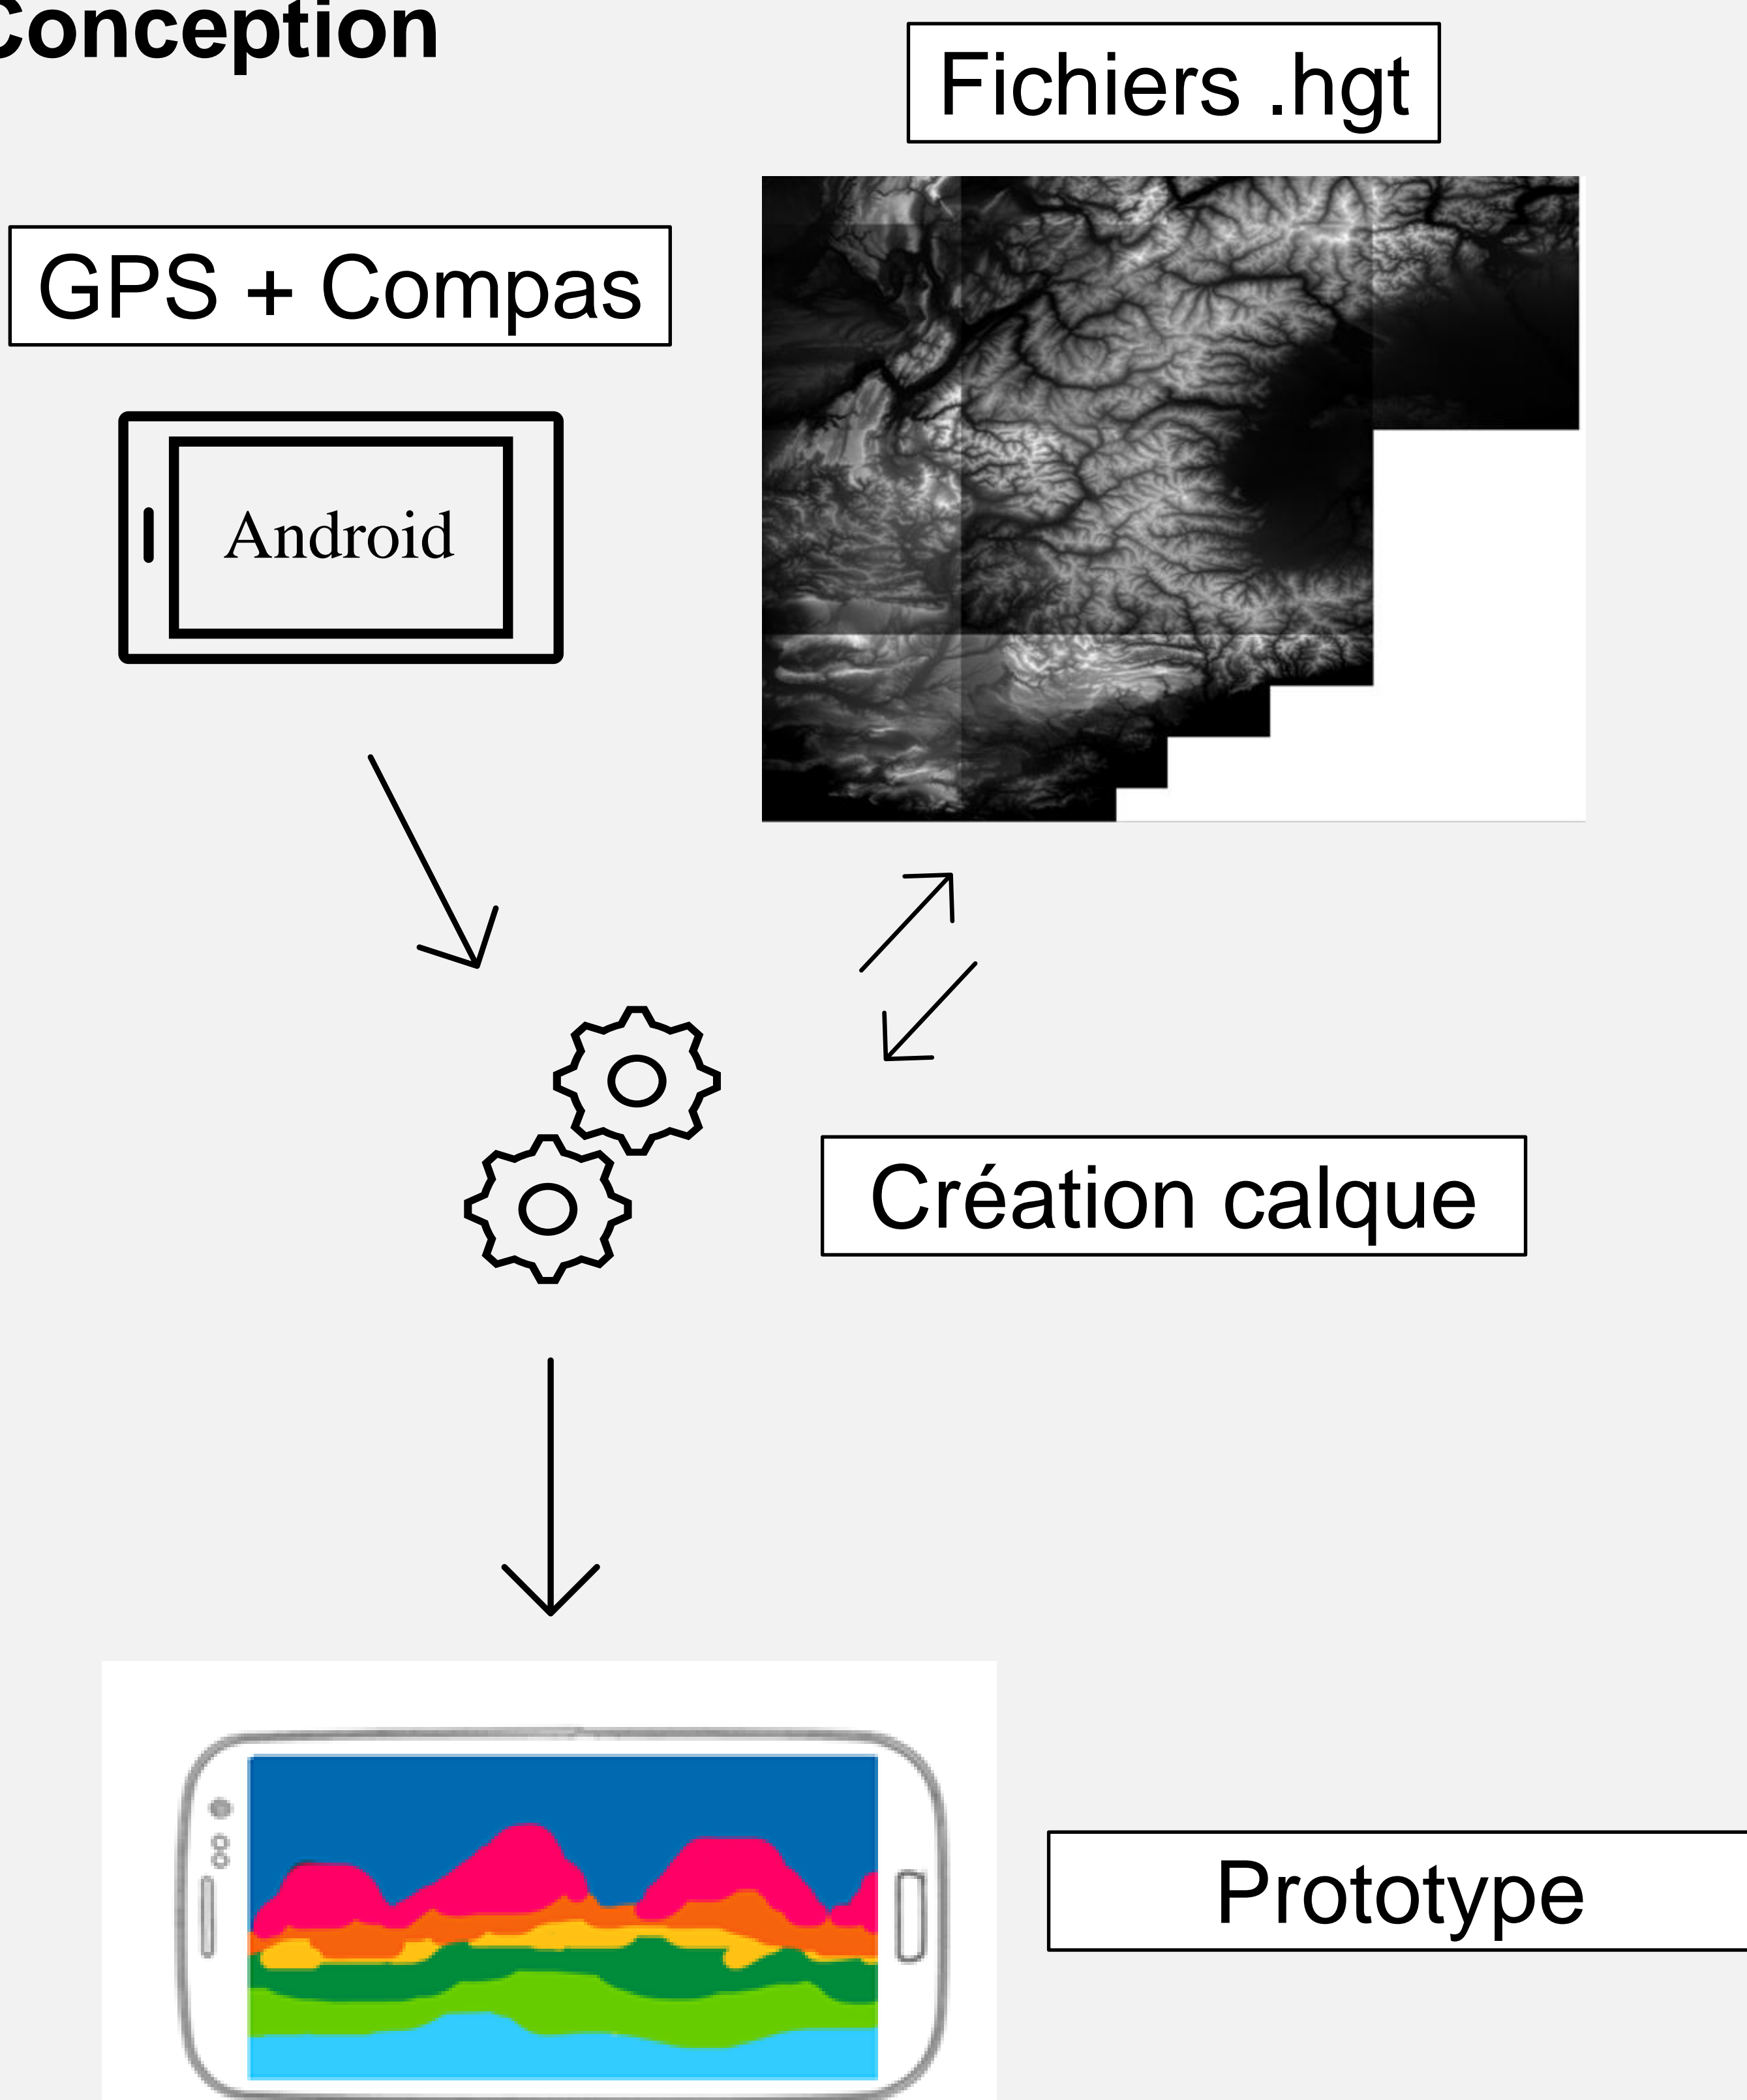 Conception
Fichiers .hgt
GPS + Compas
Android
Création calque
Prototype